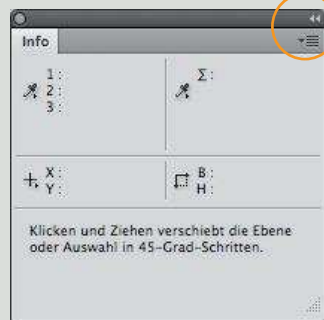 Info
1 :
2 :
3 :
Σ :
X :
Y :
B :
H :
Klicken und Ziehen verschiebt die Ebene
oder Auswahl in 45-Grad-Schritten.